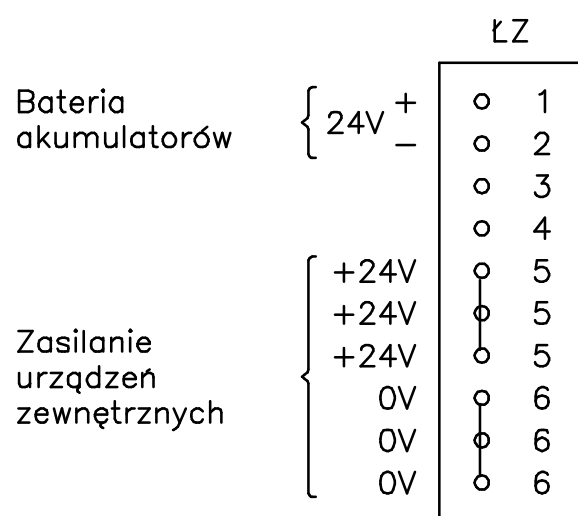 ŁZ
Bateria
akumulatorów
24V
+
−
1
2
3
4
+24V 5
+24V 5
+24V 5
Zasilanie
urządzeń
zewnętrznych
0V 6
0V 6
0V 6